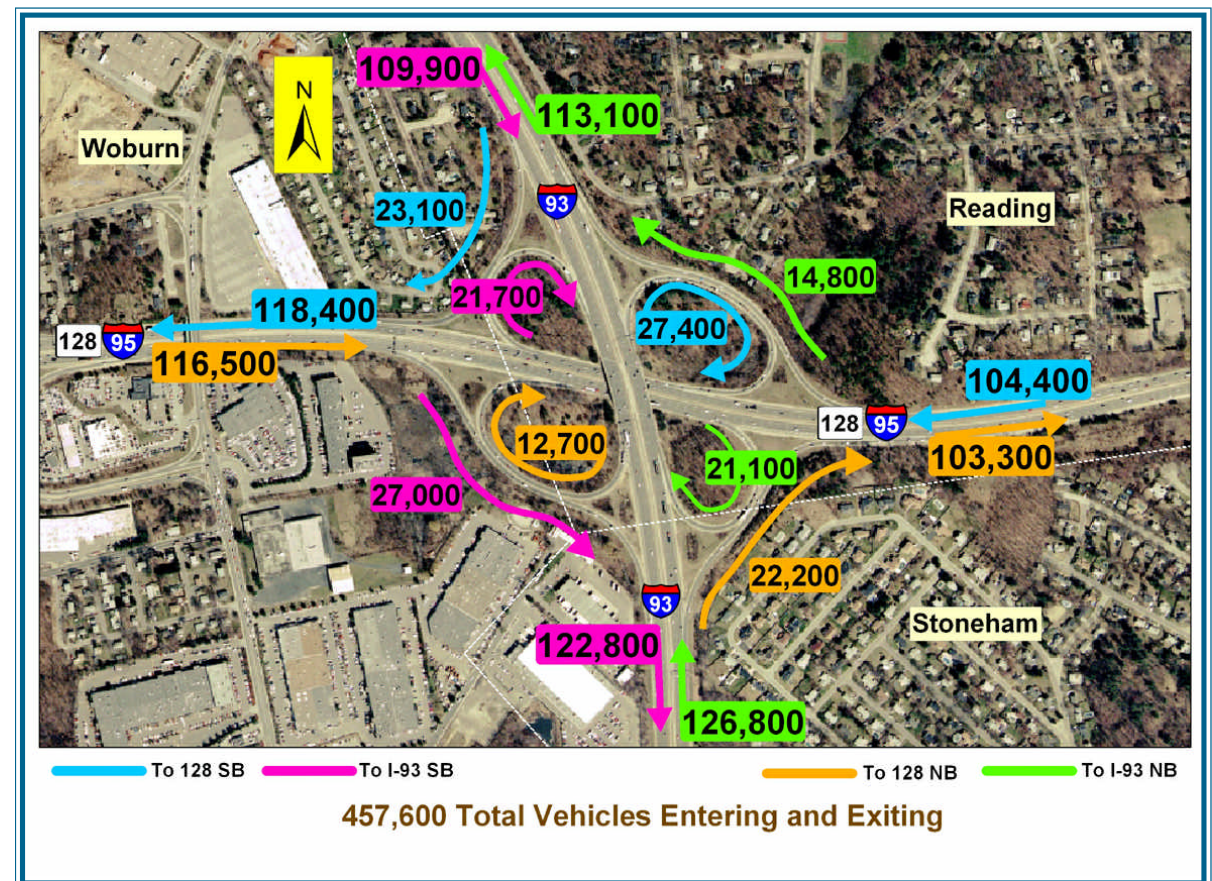 109,900
N
113,100
Woburn
93
23,100
Reading
14,800
21,700
118,400
27,400
128 95
116,500
104,400
128 95
103,300
12,700
21,100
27,000
22,200
93
Stoneham
122,800
126,800
To 128 SB
To I-93 SB
To 128 NB
To I-93 NB
457,600 Total Vehicles Entering and Exiting